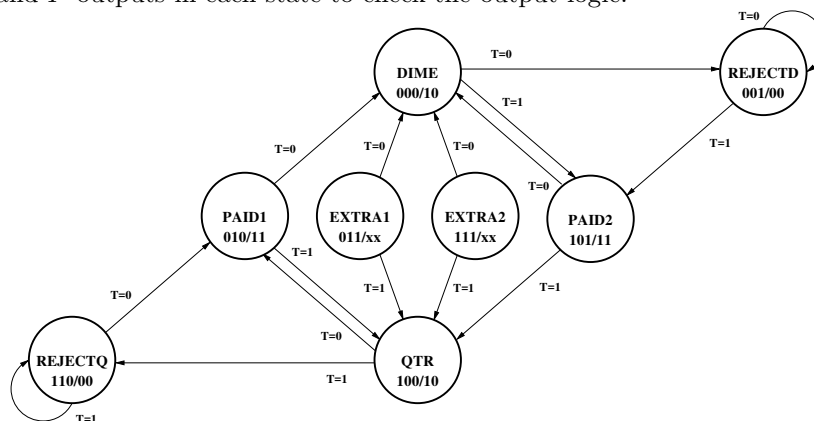 and P outputs in each state to check the output logic.
T=0
DIME
000/10
T=0
REJECTD
001/00
T=1
T=0
T=0
T=0
T=1
T=0
PAID1
010/11
EXTRA1
011/xx
EXTRA2
111/xx
PAID2
101/11
T=1
T=1
T=1
T=1
T=0
T=0
REJECTQ
110/00
QTR
100/10
T=1
T=1